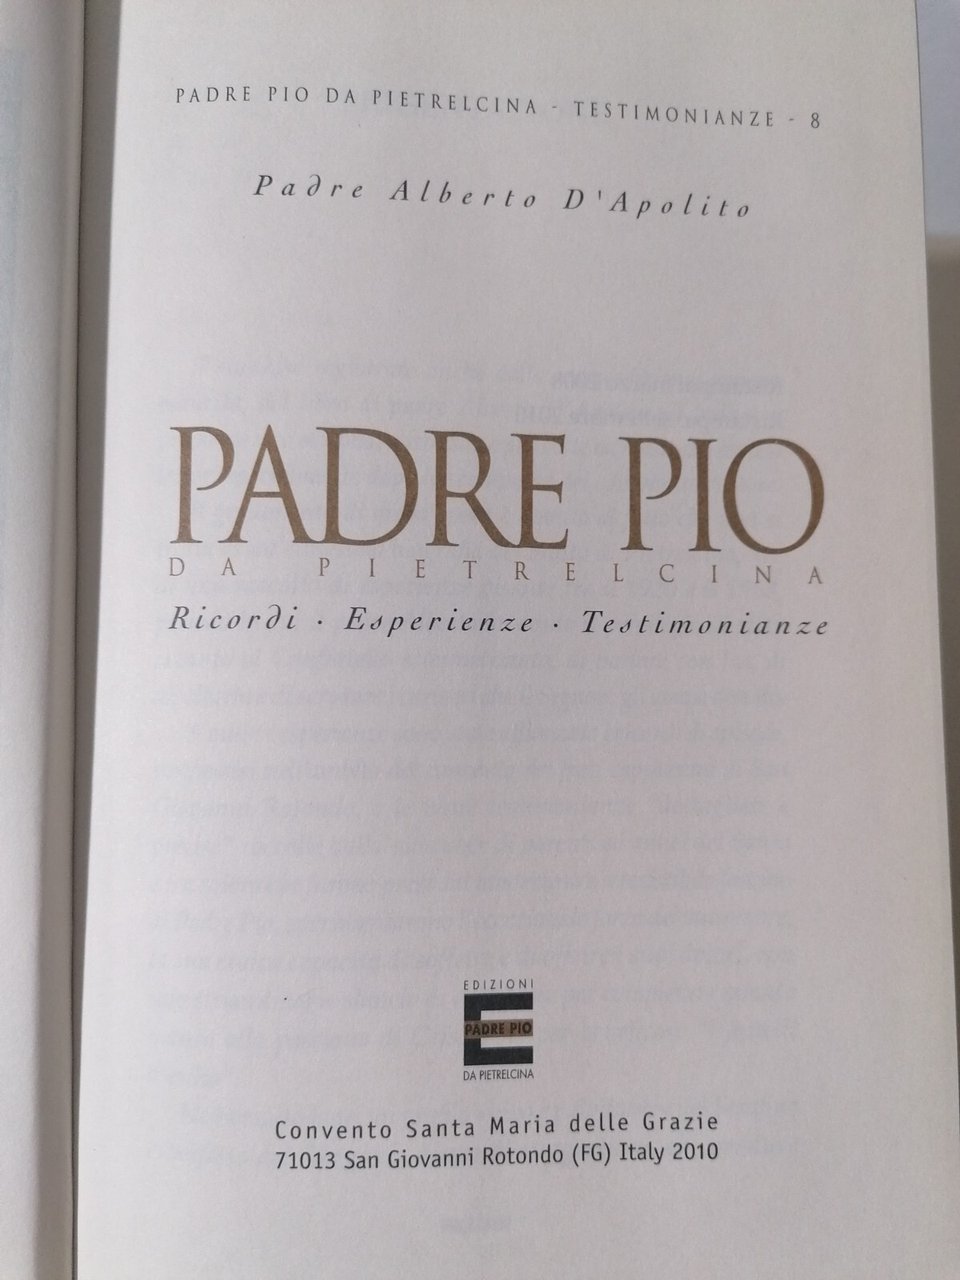 PADRE PIO DA PIETRELCINA - TESTIMONIANZE - 8
Padre Alberto D'Apolito
PADRE PIO
DA PIETRELCINA
Ricordi · Esperienze · Testimonianze
EDIZIONI
PADRE PIO
DA PIETRELCINA
Convento Santa Maria delle Grazie
71013 San Giovanni Rotondo (FG) Italy 2010